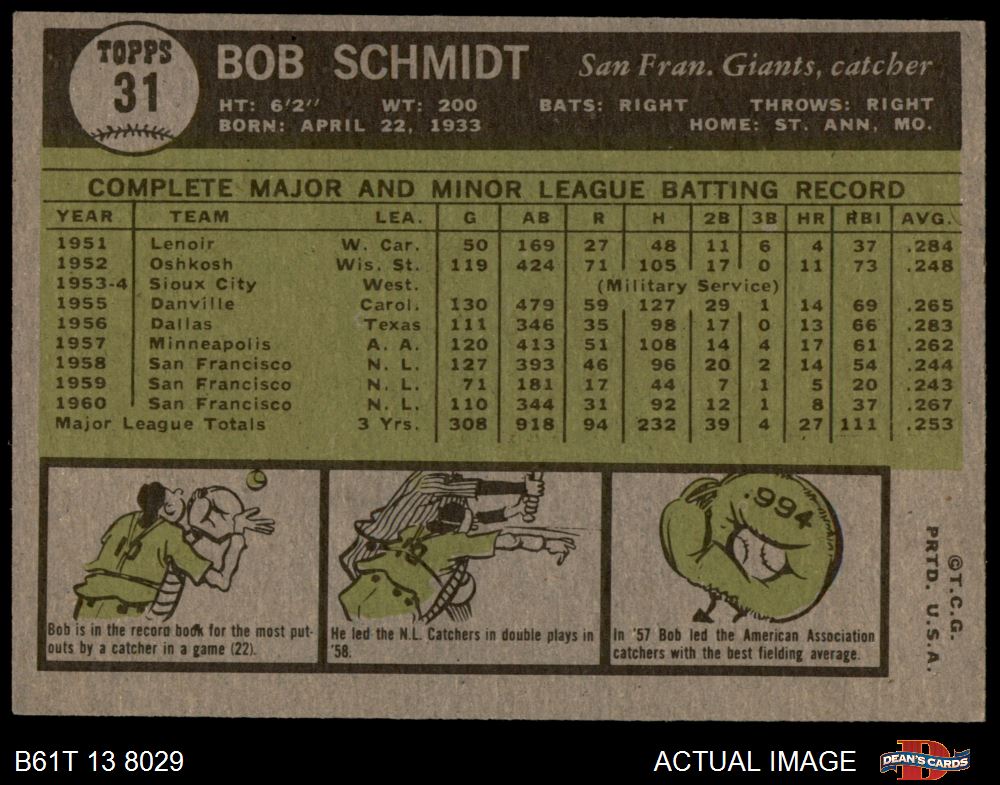 TOPPS
31
BOB SCHMIDT San Fran. Giants, catcher
HT: 6'2" WT: 200 BATS: RIGHT THROWS: RIGHT
BORN: APRIL 22, 1933 HOME: ST. ANN, MO.
COMPLETE MAJOR AND MINOR LEAGUE BATTING RECORD
YEAR TEAM LEA. G AB R H 2B 3B HR RBI AVG.
1951 Lenoir W. Car. 50 169 27 48 11 6 4 37 .284
1952 Oshkosh Wis. St. 119 424 71 105 17 0 11 73 .248
1953-4 Sioux City West. (Military Service)
1955 Danville Carol. 130 479 59 127 29 1 14 69 .265
1956 Dallas Texas 111 346 35 98 17 0 13 66 .283
1957 Minneapolis A. A. 120 413 51 108 14 4 17 61 .262
1958 San Francisco N. L. 127 393 46 96 20 2 14 54 .244
1959 San Francisco N. L. 71 181 17 44 7 1 5 20 .243
1960 San Francisco N. L. 110 344 31 92 12 1 8 37 .267
Major League Totals 3 Yrs. 308 918 94 232 39 4 27 111 .253
Bob is in the record book for the most put-
outs by a catcher in a game (22).
He led the N.L. Catchers in double plays in
'58.
.994
In '57 Bob led the American Association
catchers with the best fielding average.
©T.C.G.
PRTD. U.S.A.
B61T 13 8029 ACTUAL IMAGE
DEAN'S CARDS